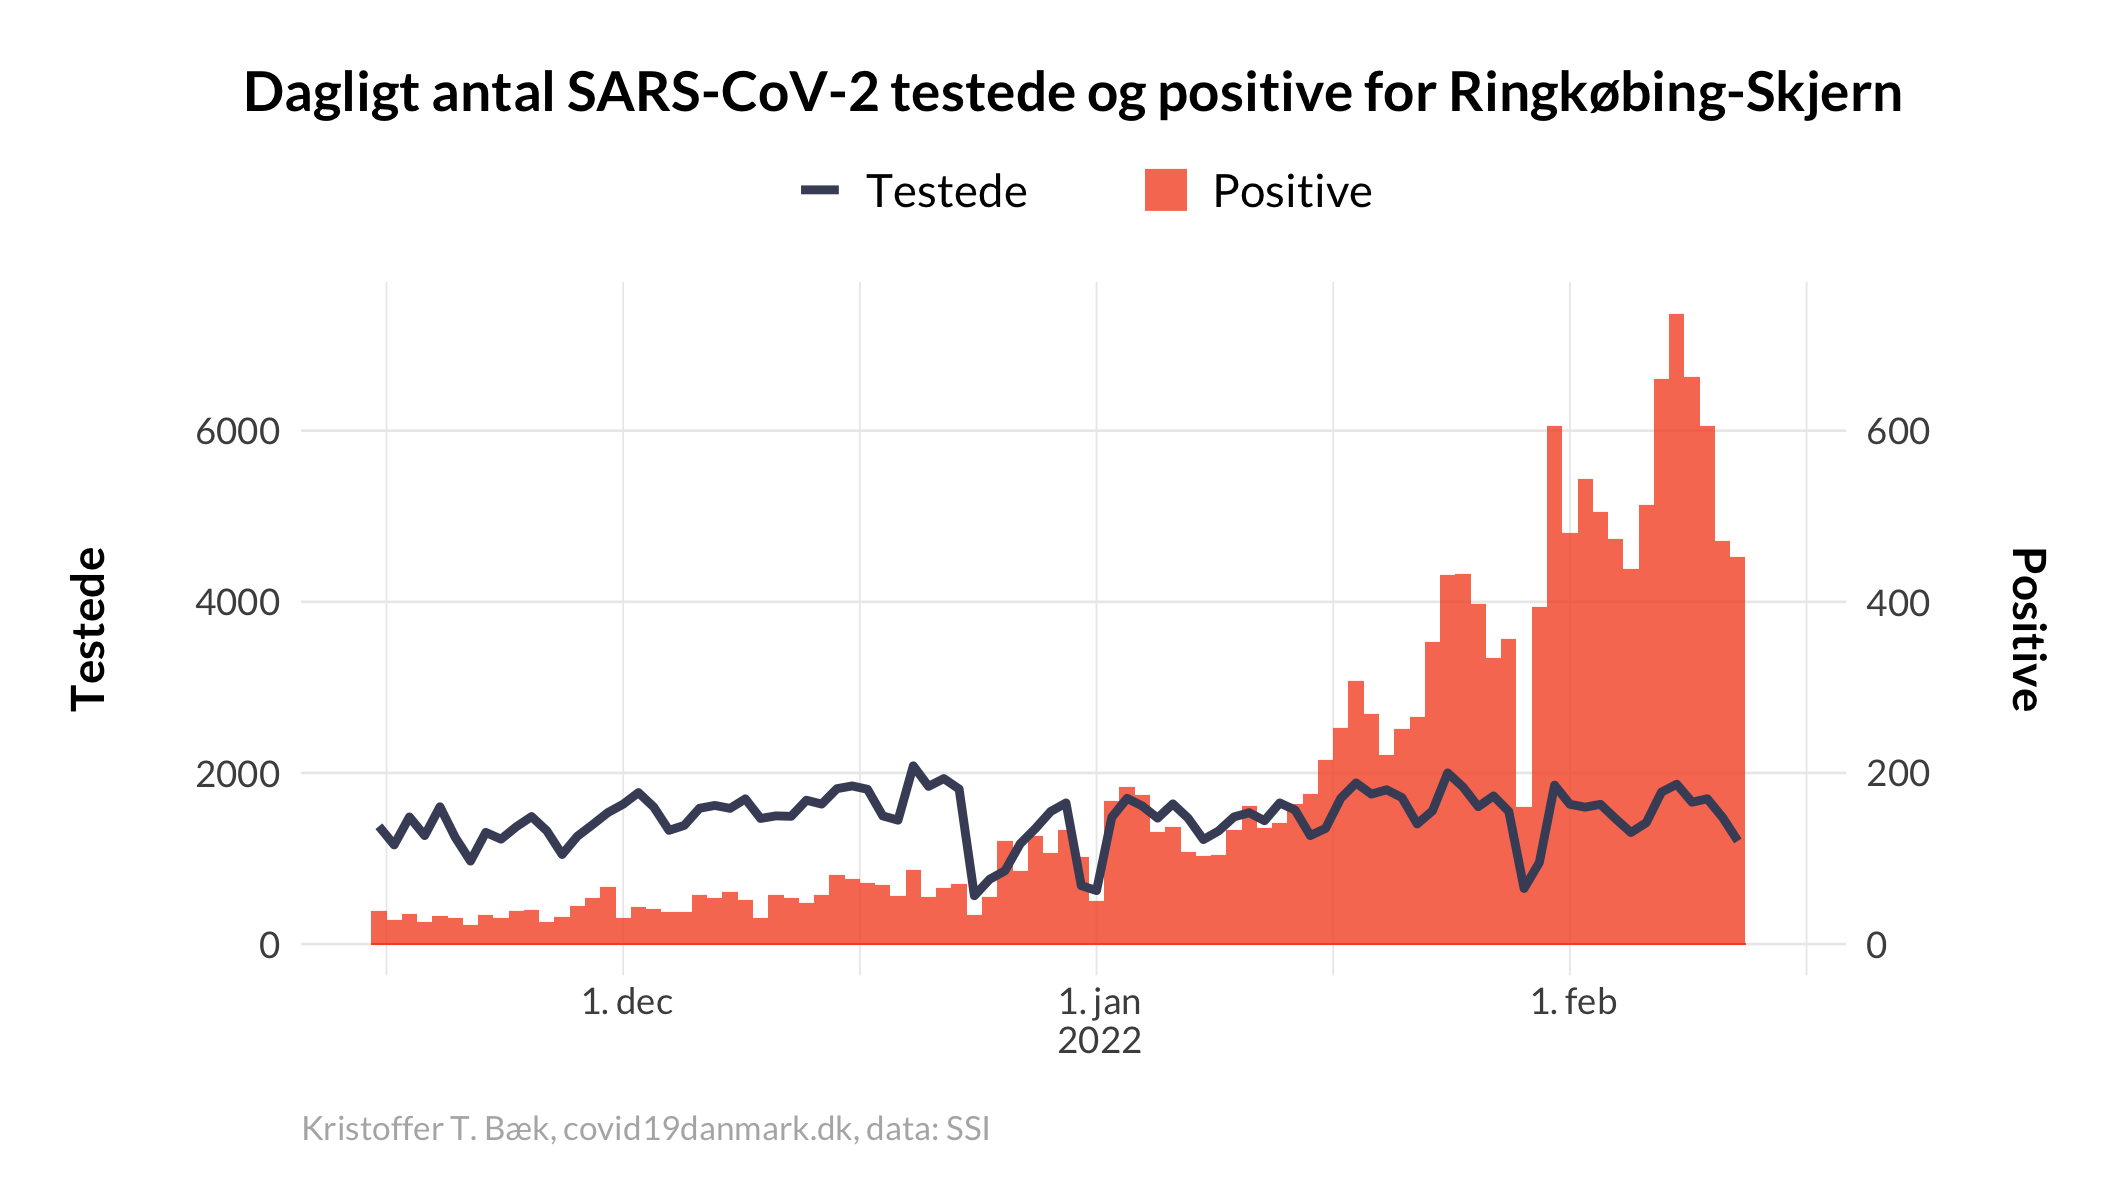 Dagligt antal SARS-CoV-2 testede og positive for Ringkøbing-Skjern
Testede
Positive
6000
4000
2000
0
Testede
600
400
200
0
Positive
1. dec
1. jan
2022
1. feb
Kristoffer T. Bæk, covid19danmark.dk, data: SSI